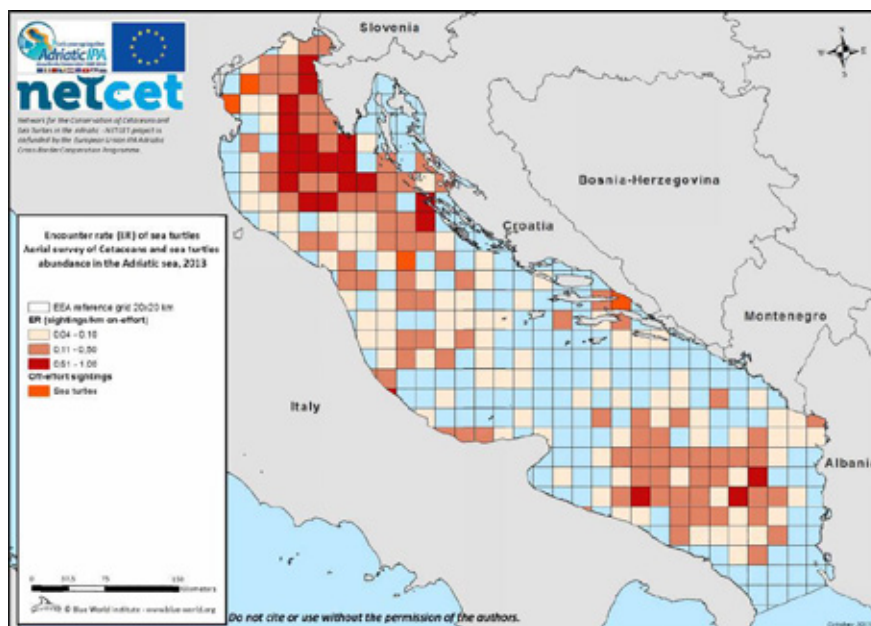 Adriatic IPA
netcet
Network for the Conservation of Cetaceans and
Sea Turtles in the Adriatic - NETCET project is
cofunded by the European Union IPA Adriatic
Cross-Border Cooperation Programme.
Slovenia
Bosnia-Herzegovina
Croatia
Montenegro
Italy
Albania
Encounter rate (ER) of sea turtles
Aerial survey of Cetaceans and sea turtles
abundance in the Adriatic sea, 2013
EEA reference grid 20x20 km
ER (sightings/km on-effort)
0,04 - 0,10
0,11 - 0,50
0,51 - 1,00
Off-effort sightings
Sea turtles
0 37,5 75 150
Kilometers
© Blue World Institute - www.blue-world.org
Do not cite or use without the permission of the authors.